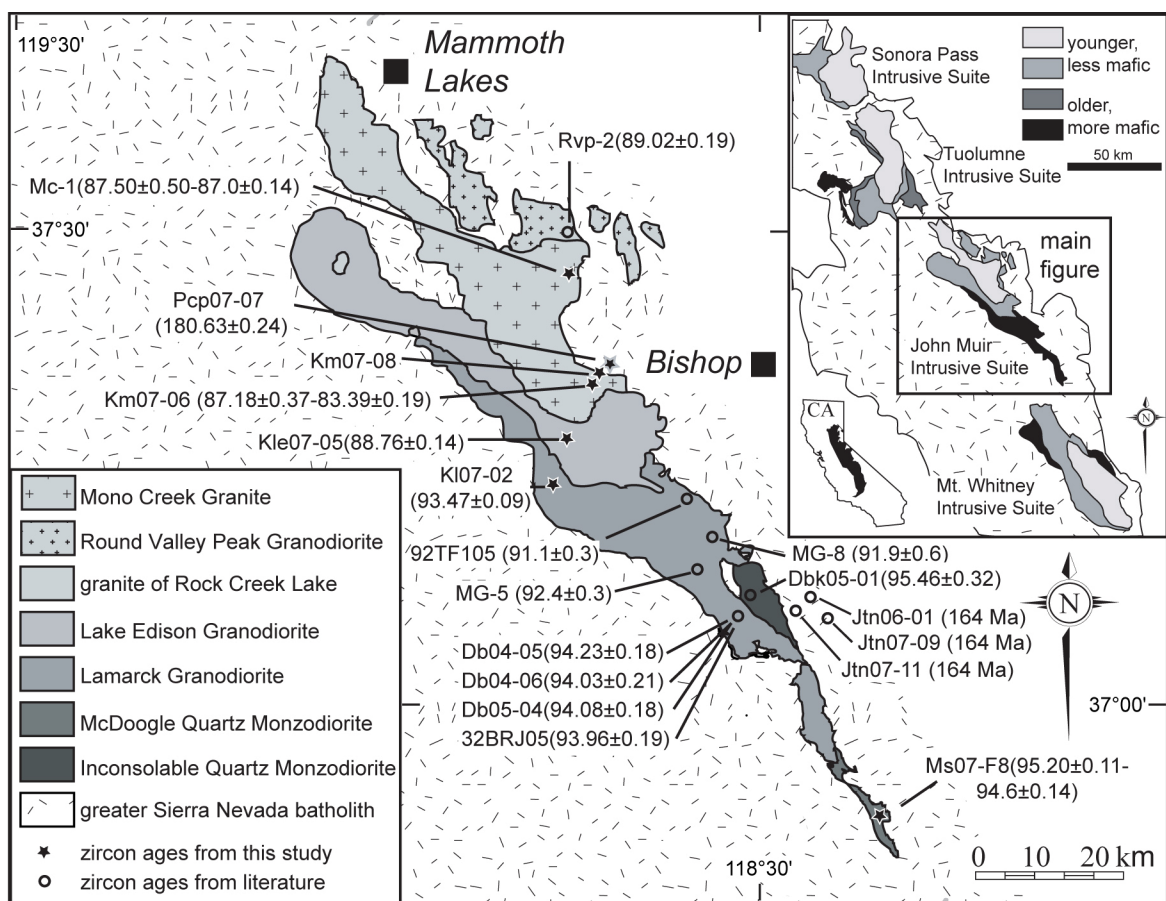 119°30'
Mammoth
Lakes
Rvp-2(89.02±0.19)
Mc-1(87.50±0.50-87.0±0.14)
37°30'
Pcp07-07
(180.63±0.24)
Km07-08
Bishop
Km07-06 (87.18±0.37-83.39±0.19)
Kle07-05(88.76±0.14)
Kl07-02
(93.47±0.09)
92TF105 (91.1±0.3)
MG-8 (91.9±0.6)
MG-5 (92.4±0.3)
Dbk05-01(95.46±0.32)
Jtn06-01 (164 Ma)
Jtn07-09 (164 Ma)
Jtn07-11 (164 Ma)
Db04-05(94.23±0.18)
Db04-06(94.03±0.21)
Db05-04(94.08±0.18)
32BRJ05(93.96±0.19)
37°00'
Ms07-F8(95.20±0.11-
94.6±0.14)
118°30'
N
0 10 20 km
Mono Creek Granite
Round Valley Peak Granodiorite
granite of Rock Creek Lake
Lake Edison Granodiorite
Lamarck Granodiorite
McDoogle Quartz Monzodiorite
Inconsolable Quartz Monzodiorite
greater Sierra Nevada batholith
zircon ages from this study
zircon ages from literature
Sonora Pass
Intrusive Suite
younger,
less mafic
older,
more mafic
50 km
Tuolumne
Intrusive Suite
main
figure
John Muir
Intrusive Suite
CA
N
Mt. Whitney
Intrusive Suite